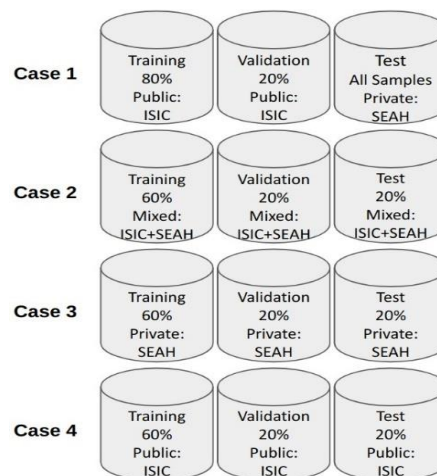 Case 1
Training
80%
Public:
ISIC
Validation
20%
Public:
ISIC
Test
All Samples
Private:
SEAH
Case 2
Training
60%
Mixed:
ISIC+SEAH
Validation
20%
Mixed:
ISIC+SEAH
Test
20%
Mixed:
ISIC+SEAH
Case 3
Training
60%
Private:
SEAH
Validation
20%
Private:
SEAH
Test
20%
Private:
SEAH
Case 4
Training
60%
Public:
ISIC
Validation
20%
Public:
ISIC
Test
20%
Public:
ISIC